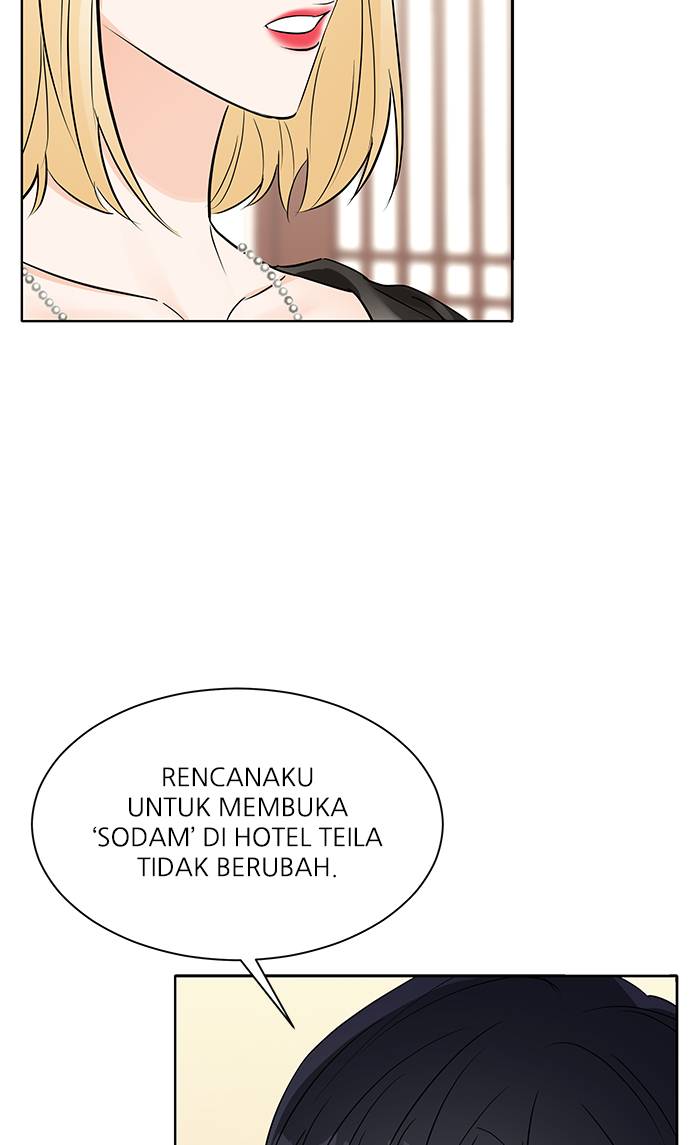 RENCANAKU
UNTUK MEMBUKA
‘SODAM’ DI HOTEL TEILA
TIDAK BERUBAH.